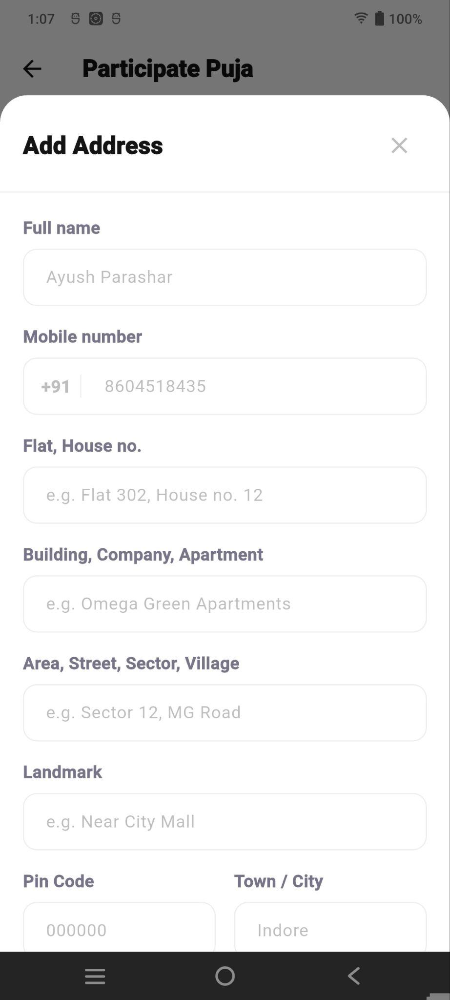 1:07
100%
Participate Puja
Add Address
Full name
Ayush Parashar
Mobile number
+91 8604518435
Flat, House no.
e.g. Flat 302, House no. 12
Building, Company, Apartment
e.g. Omega Green Apartments
Area, Street, Sector, Village
e.g. Sector 12, MG Road
Landmark
e.g. Near City Mall
Pin Code
Town / City
000000
Indore